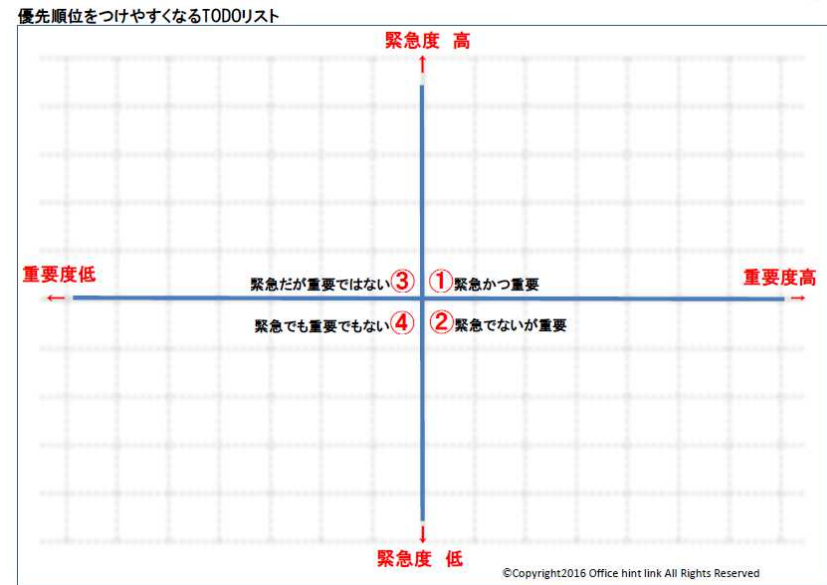 優先順位をつけやすくなるTODOリスト
緊急度 高
↑
重要度低
←
緊急だが重要ではない③
①緊急かつ重要
重要度高
→
緊急でも重要でもない④
②緊急でないが重要
↓
緊急度 低
©Copyright2016 Office hint link All Rights Reserved